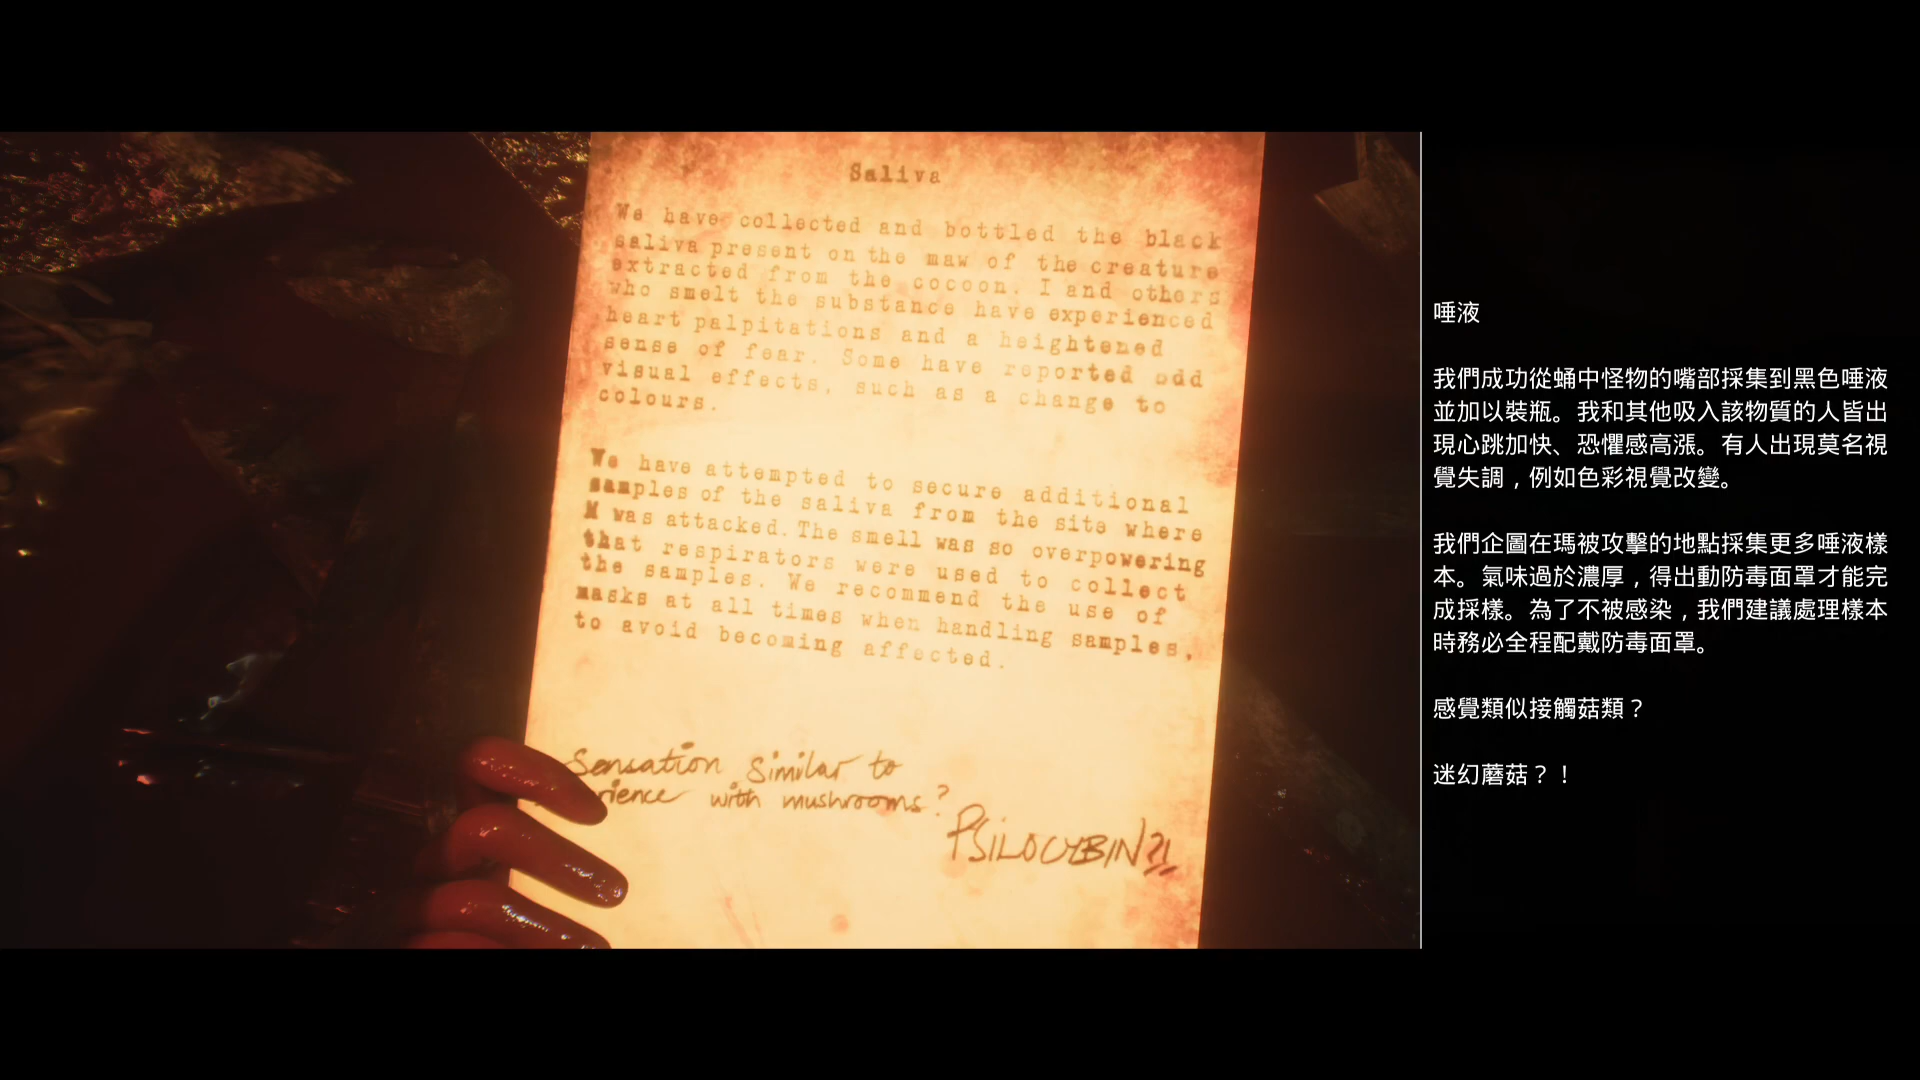 Saliva
We have collected and bottled the black
saliva present on the maw of the creature
extracted from the cocoon. I and others
who smelt the substance have experienced
heart palpitations and a heightened
sense of fear. Some have reported odd
visual effects, such as a change to
colours.
We have attempted to secure additional
samples of the saliva from the site where
M was attacked. The smell was so overpowering
that respirators were used to collect
the samples. We recommend the use of
masks at all times when handling samples,
to avoid becoming affected.
Sensation similar to
rience with mushrooms?
PSILOCYBIN?!
唾液
我們成功從蛹中怪物的嘴部採集到黑色唾液
並加以裝瓶。我和其他吸入該物質的人皆出
現心跳加快、恐懼感高漲。有人出現莫名視
覺失調，例如色彩視覺改變。
我們企圖在瑪被攻擊的地點採集更多唾液樣
本。氣味過於濃厚，得出動防毒面罩才能完
成採樣。為了不被感染，我們建議處理樣本
時務必全程配戴防毒面罩。
感覺類似接觸菇類？
迷幻蘑菇？！